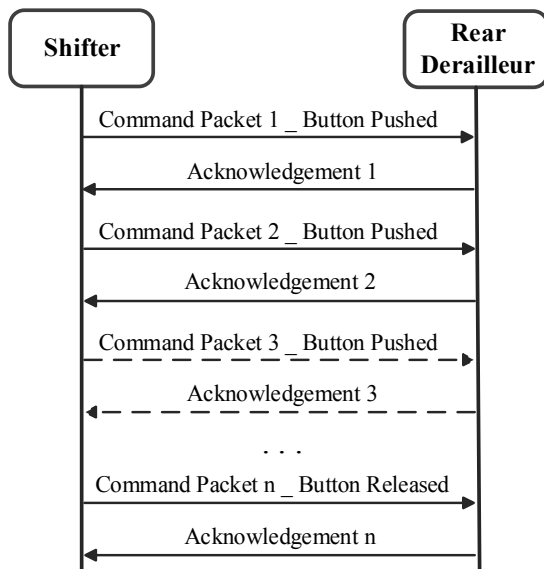 Shifter
Rear
Derailleur
Command Packet 1 _ Button Pushed
Acknowledgement 1
Command Packet 2 _ Button Pushed
Acknowledgement 2
Command Packet 3 _ Button Pushed
Acknowledgement 3
. . .
Command Packet n _ Button Released
Acknowledgement n